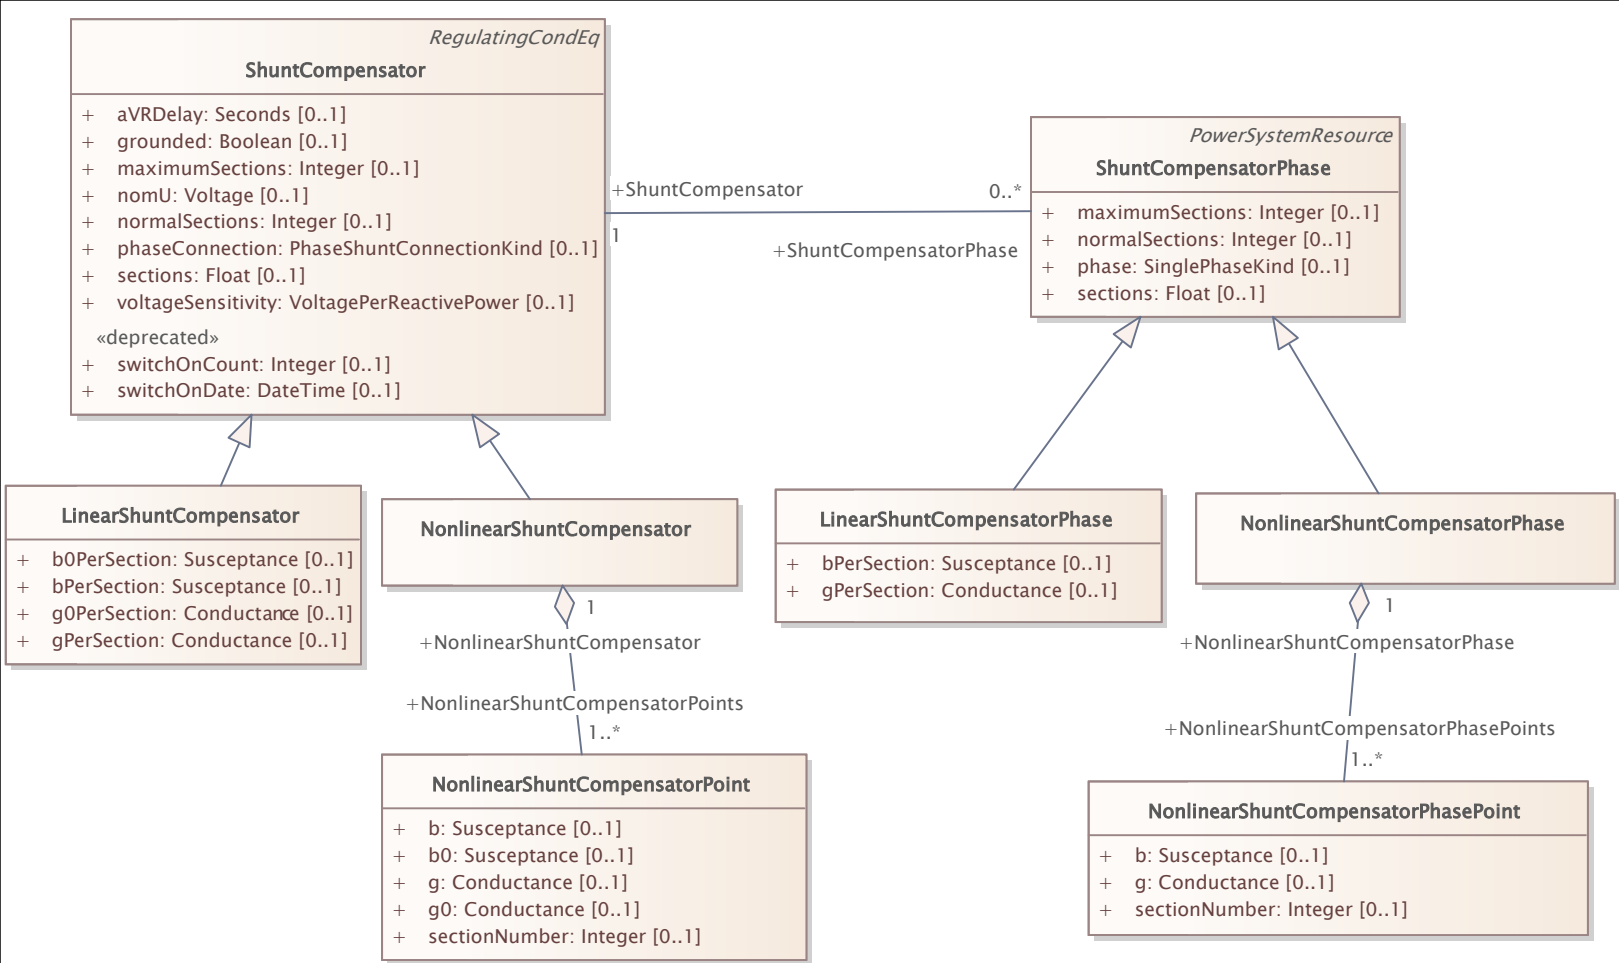 RegulatingCondEq
ShuntCompensator
+ aVRDelay: Seconds [0..1]
+ grounded: Boolean [0..1]
+ maximumSections: Integer [0..1]
+ nomU: Voltage [0..1]
+ normalSections: Integer [0..1]
+ phaseConnection: PhaseShuntConnectionKind [0..1]
+ sections: Float [0..1]
+ voltageSensitivity: VoltagePerReactivePower [0..1]
«deprecated»
+ switchOnCount: Integer [0..1]
+ switchOnDate: DateTime [0..1]
+ShuntCompensator
0..*
1
+ShuntCompensatorPhase
PowerSystemResource
ShuntCompensatorPhase
+ maximumSections: Integer [0..1]
+ normalSections: Integer [0..1]
+ phase: SinglePhaseKind [0..1]
+ sections: Float [0..1]
LinearShuntCompensator
+ b0PerSection: Susceptance [0..1]
+ bPerSection: Susceptance [0..1]
+ g0PerSection: Conductance [0..1]
+ gPerSection: Conductance [0..1]
NonlinearShuntCompensator
1
+NonlinearShuntCompensator
+NonlinearShuntCompensatorPoints
1..*
NonlinearShuntCompensatorPoint
+ b: Susceptance [0..1]
+ b0: Susceptance [0..1]
+ g: Conductance [0..1]
+ g0: Conductance [0..1]
+ sectionNumber: Integer [0..1]
LinearShuntCompensatorPhase
+ bPerSection: Susceptance [0..1]
+ gPerSection: Conductance [0..1]
NonlinearShuntCompensatorPhase
1
+NonlinearShuntCompensatorPhase
+NonlinearShuntCompensatorPhasePoints
1..*
NonlinearShuntCompensatorPhasePoint
+ b: Susceptance [0..1]
+ g: Conductance [0..1]
+ sectionNumber: Integer [0..1]